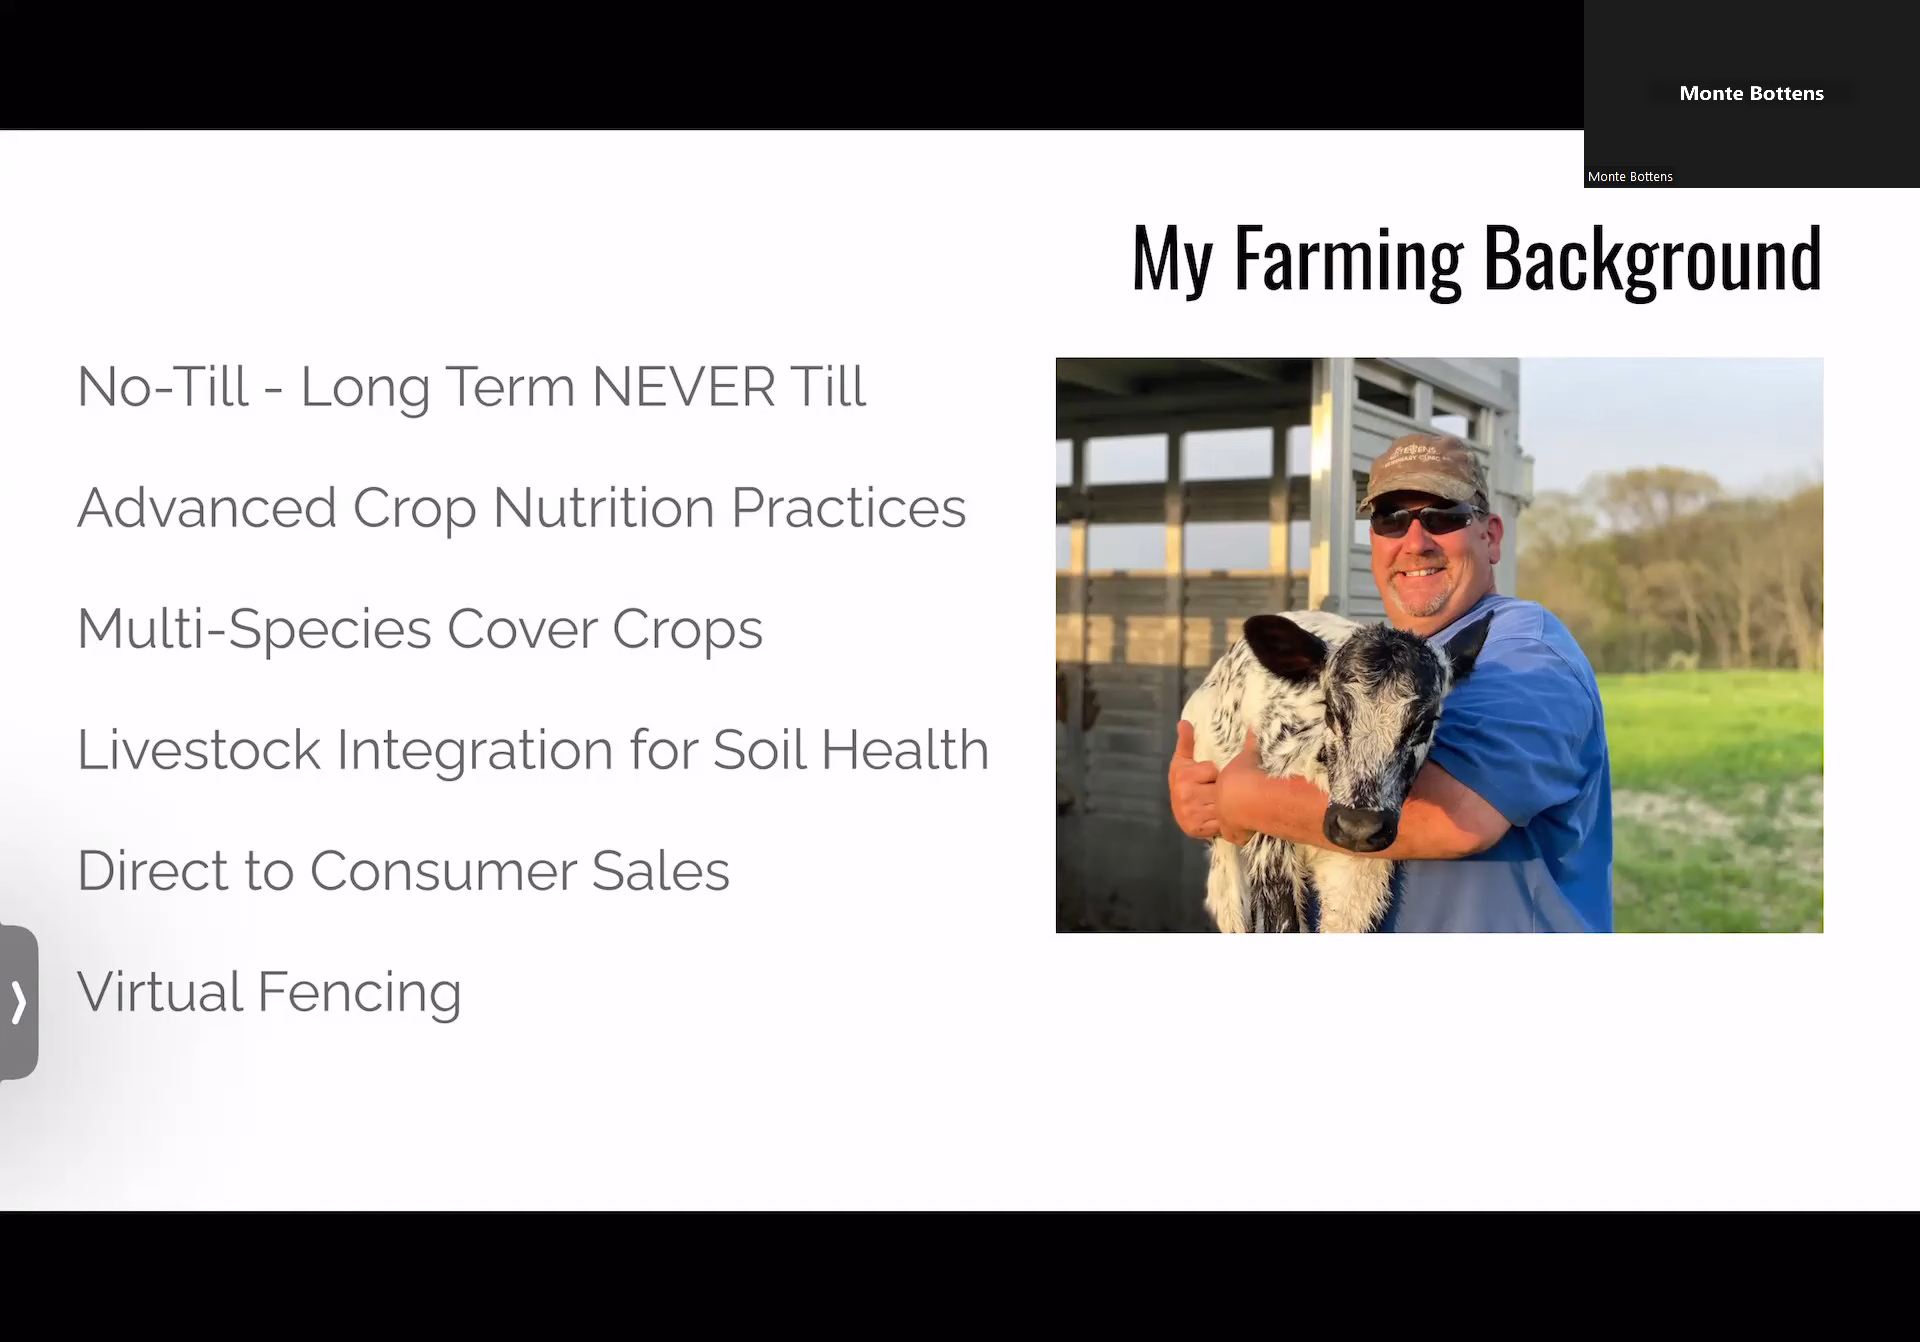 Monte Bottens
Monte Bottens
My Farming Background
No-Till - Long Term NEVER Till
Advanced Crop Nutrition Practices
Multi-Species Cover Crops
Livestock Integration for Soil Health
Direct to Consumer Sales
Virtual Fencing